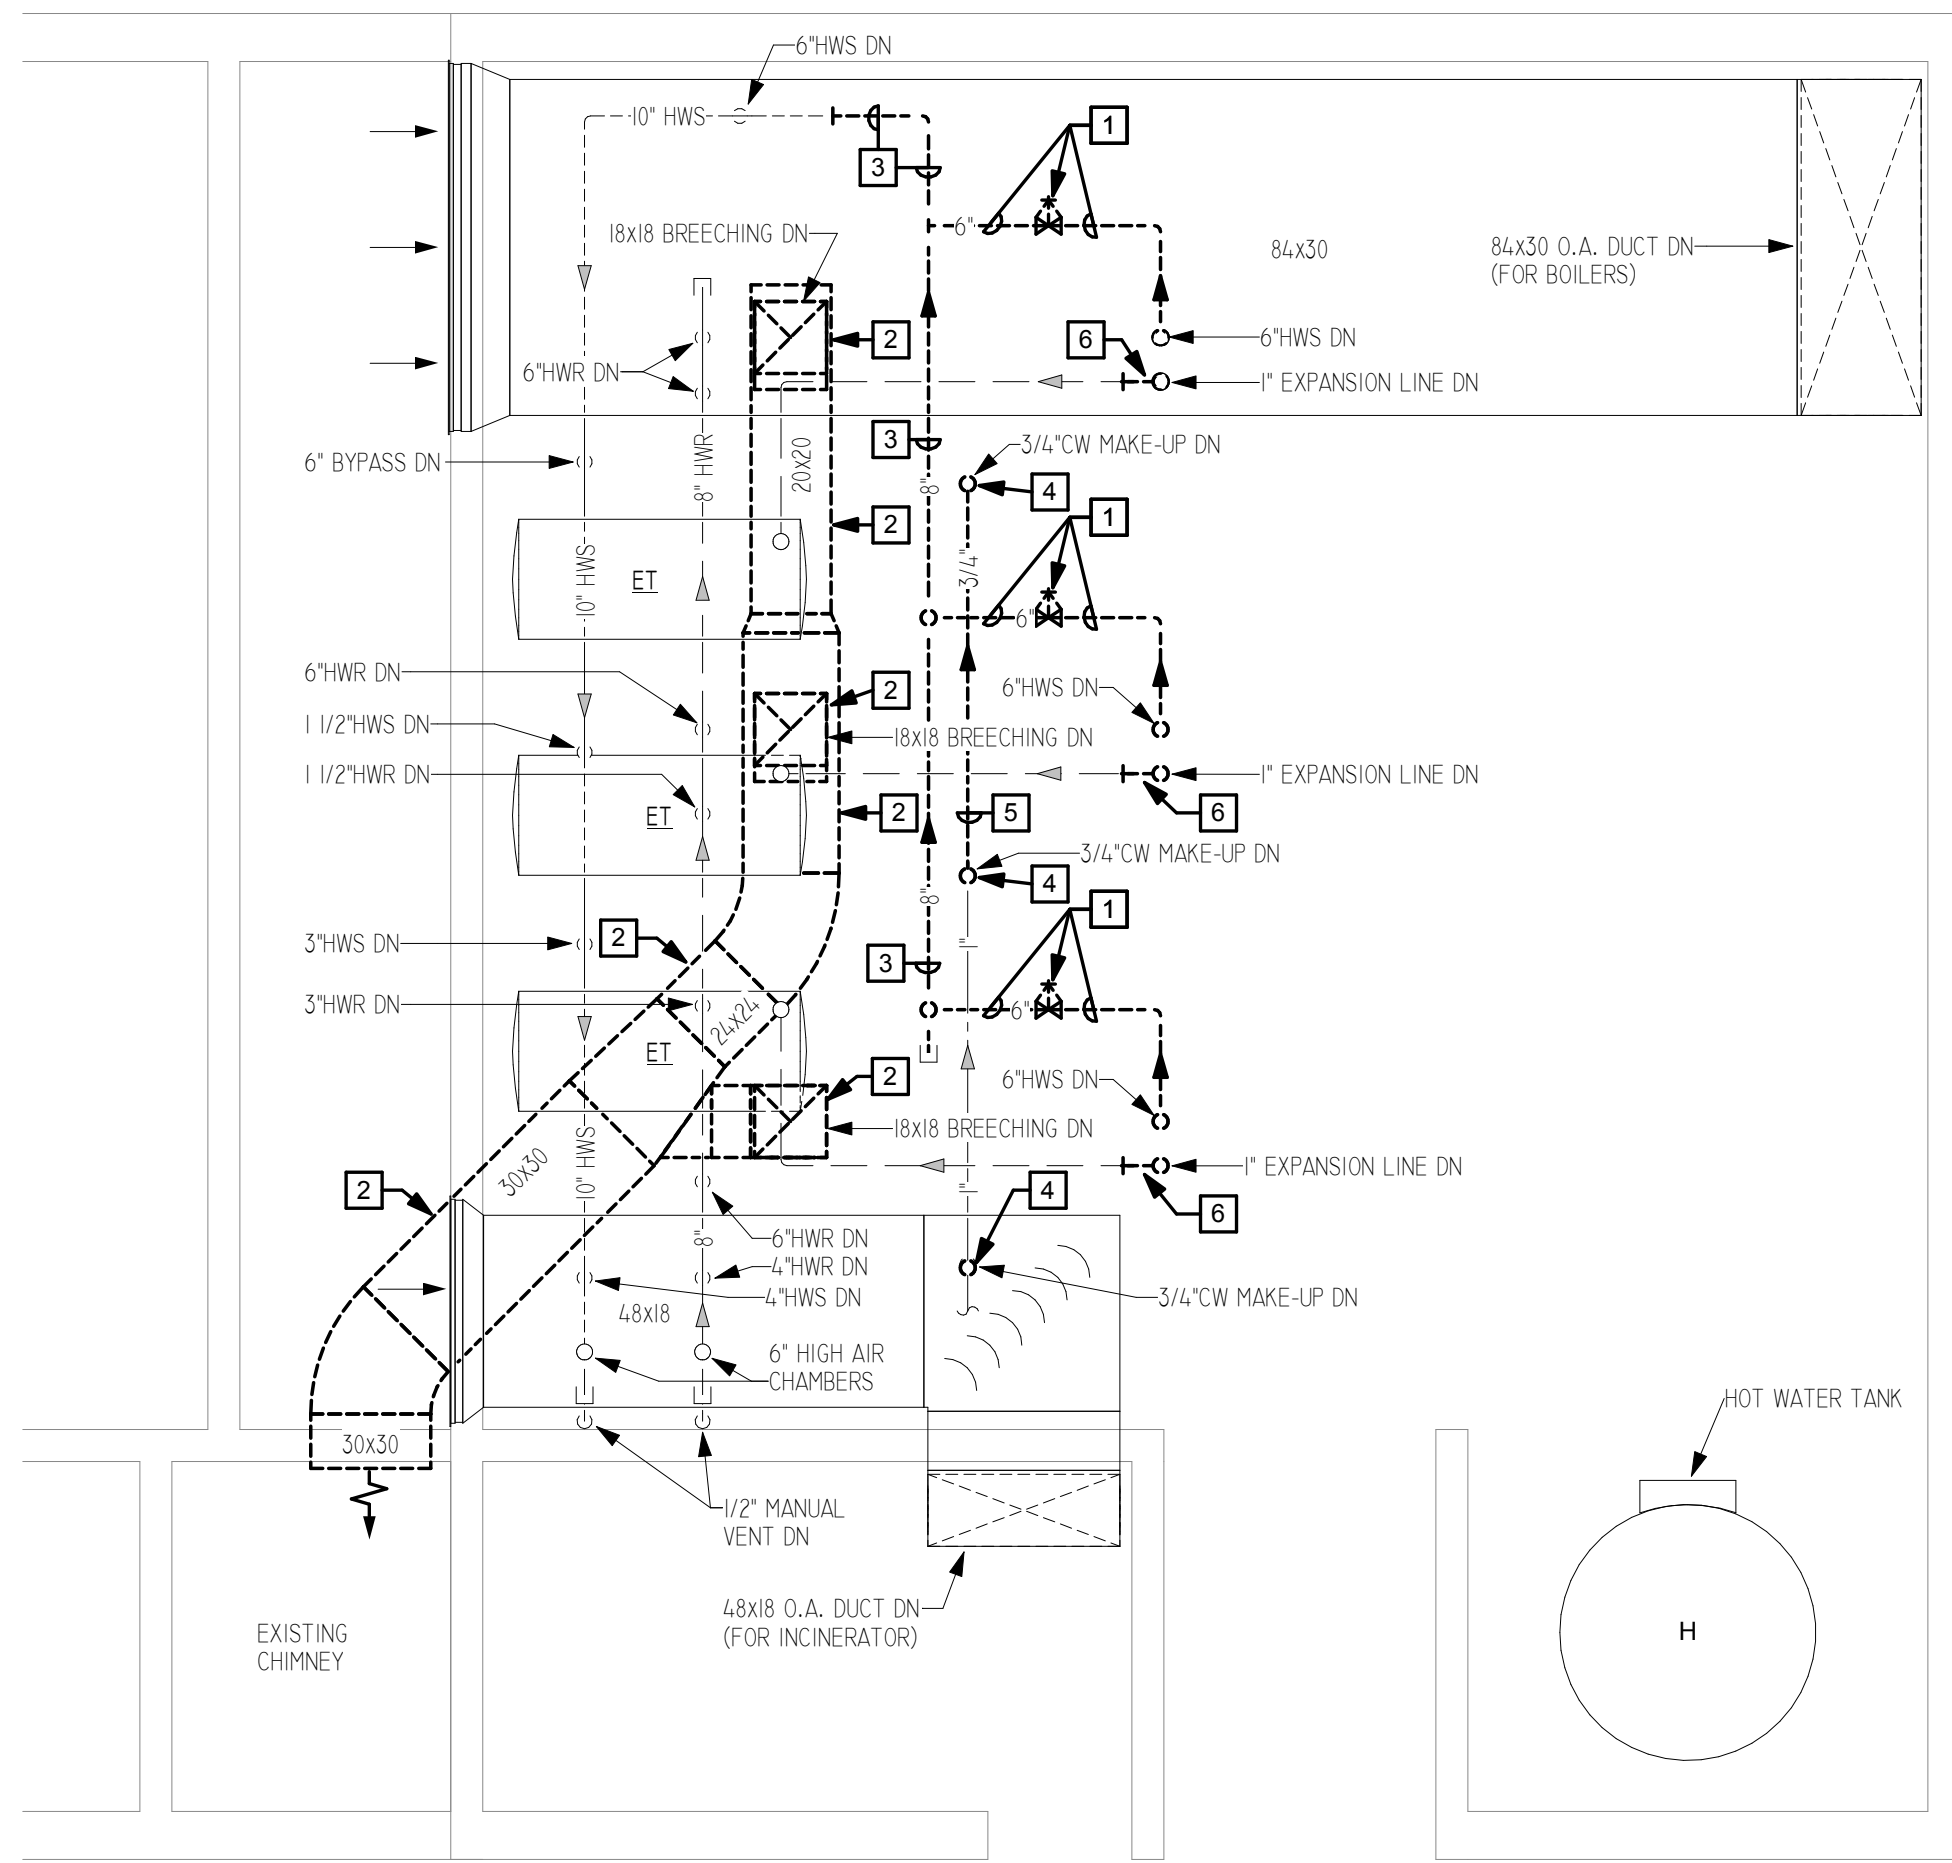 6"HWS DN
10" HWS
1
3
6"
18x18 BREECHING DN
84x30
84x30 O.A. DUCT DN
(FOR BOILERS)
2
6
6"HWS DN
6"HWR DN
1" EXPANSION LINE DN
3
3/4"CW MAKE-UP DN
6" BYPASS DN
8" HWR
20x20
8"
4
2
1
10" HWS
ET
3/4"
6"
6"HWR DN
2
6"HWS DN
1 1/2"HWS DN
18x18 BREECHING DN
1 1/2"HWR DN
1" EXPANSION LINE DN
ET
2
5
6
3/4"CW MAKE-UP DN
8"
4
1
3"HWS DN
2
1"
3
3"HWR DN
24x24
6"
ET
2
6"HWS DN
18x18 BREECHING DN
10" HWS
30x30
1" EXPANSION LINE DN
2
1"
4
6
8"
6"HWR DN
4"HWR DN
4"HWS DN
3/4"CW MAKE-UP DN
48x18
6" HIGH AIR
CHAMBERS
HOT WATER TANK
30x30
1/2" MANUAL
VENT DN
48x18 O.A. DUCT DN
(FOR INCINERATOR)
EXISTING
CHIMNEY
H